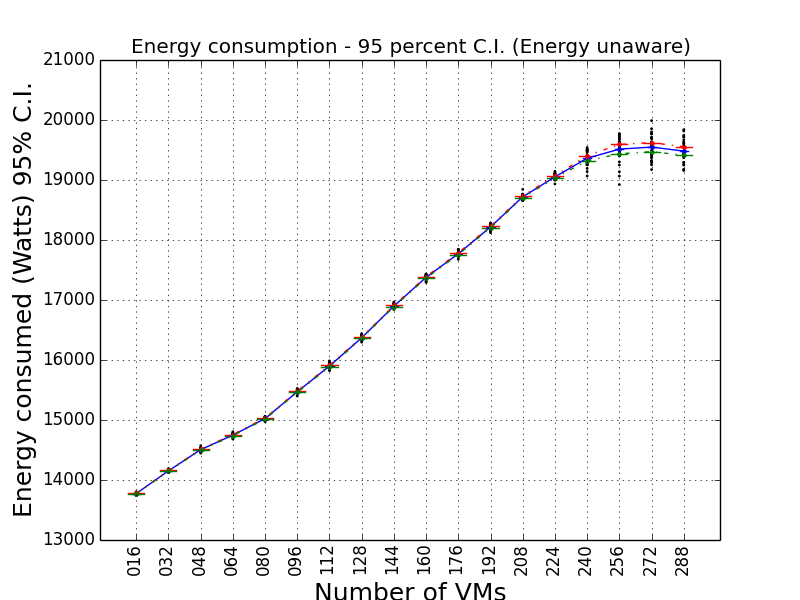 Energy consumption - 95 percent C.I. (Energy unaware)
Energy consumed (Watts) 95% C.I.
21000
20000
19000
18000
17000
16000
15000
14000
13000
016 032 048 064 080 096 112 128 144 160 176 192 208 224 240 256 272 288
Number of VMs